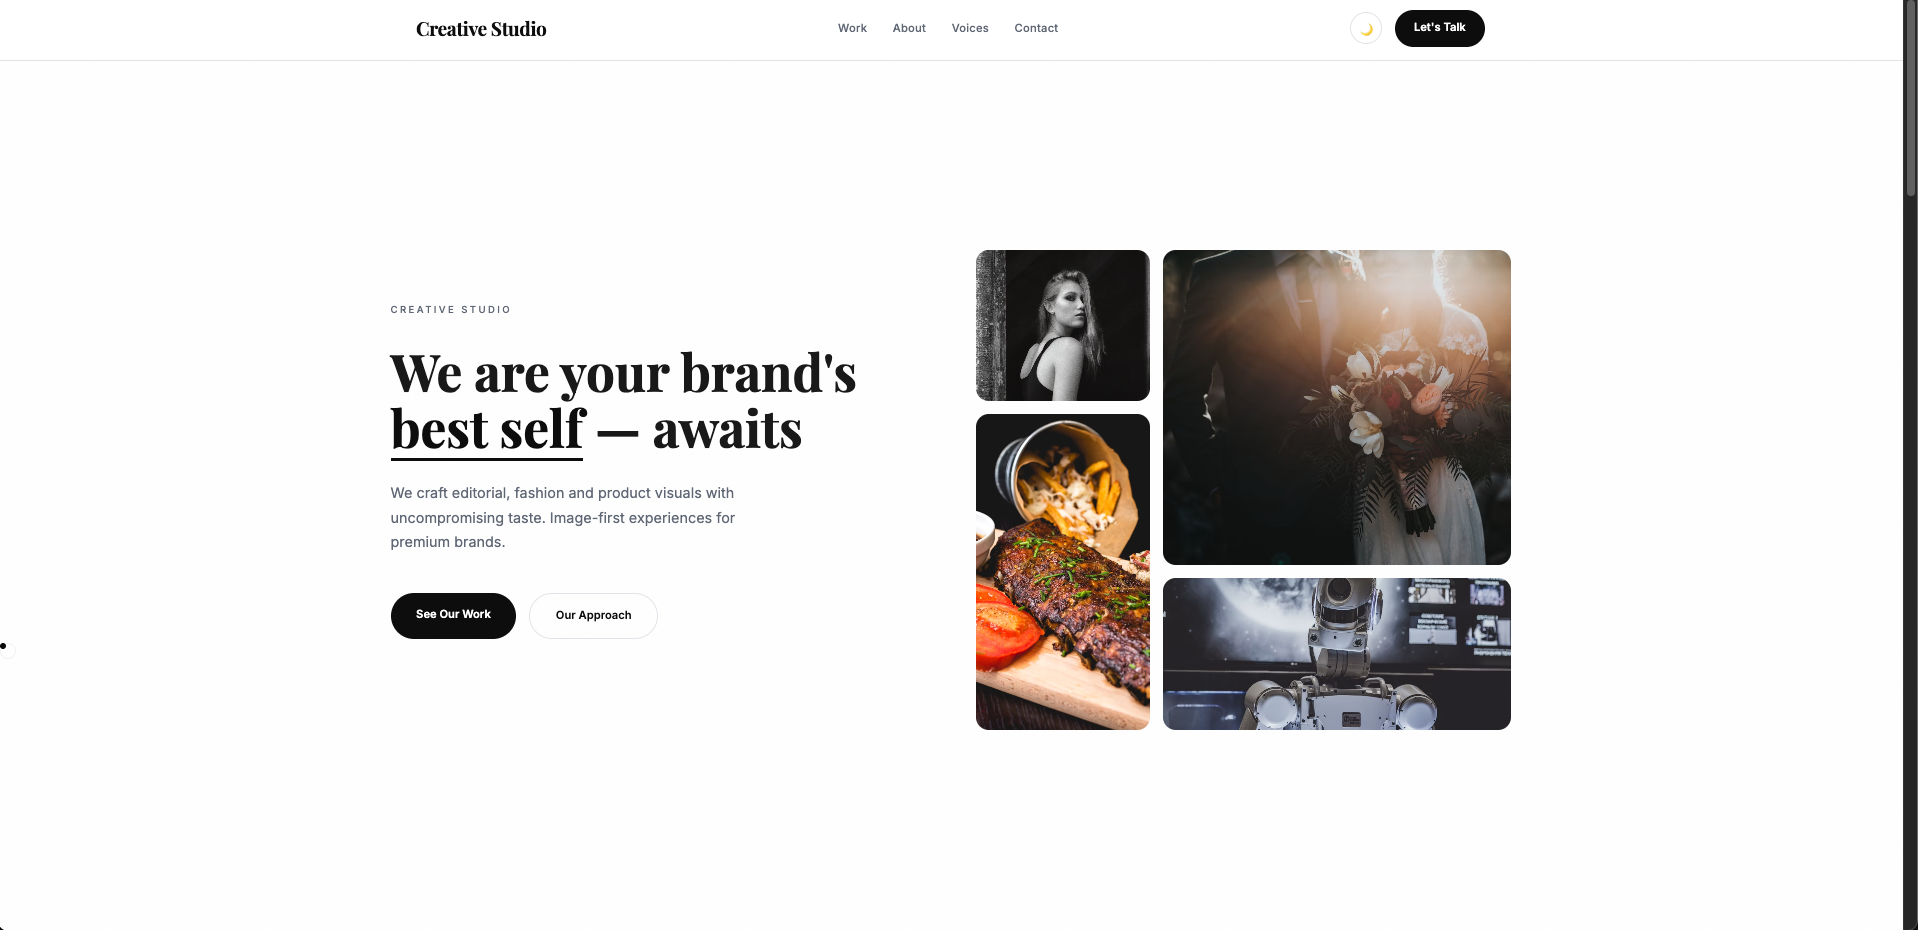 Creative Studio
Work
About
Voices
Contact
Let's Talk
CREATIVE STUDIO
We are your brand's
best self — awaits
We craft editorial, fashion and product visuals with
uncompromising taste. Image-first experiences for
premium brands.
See Our Work
Our Approach